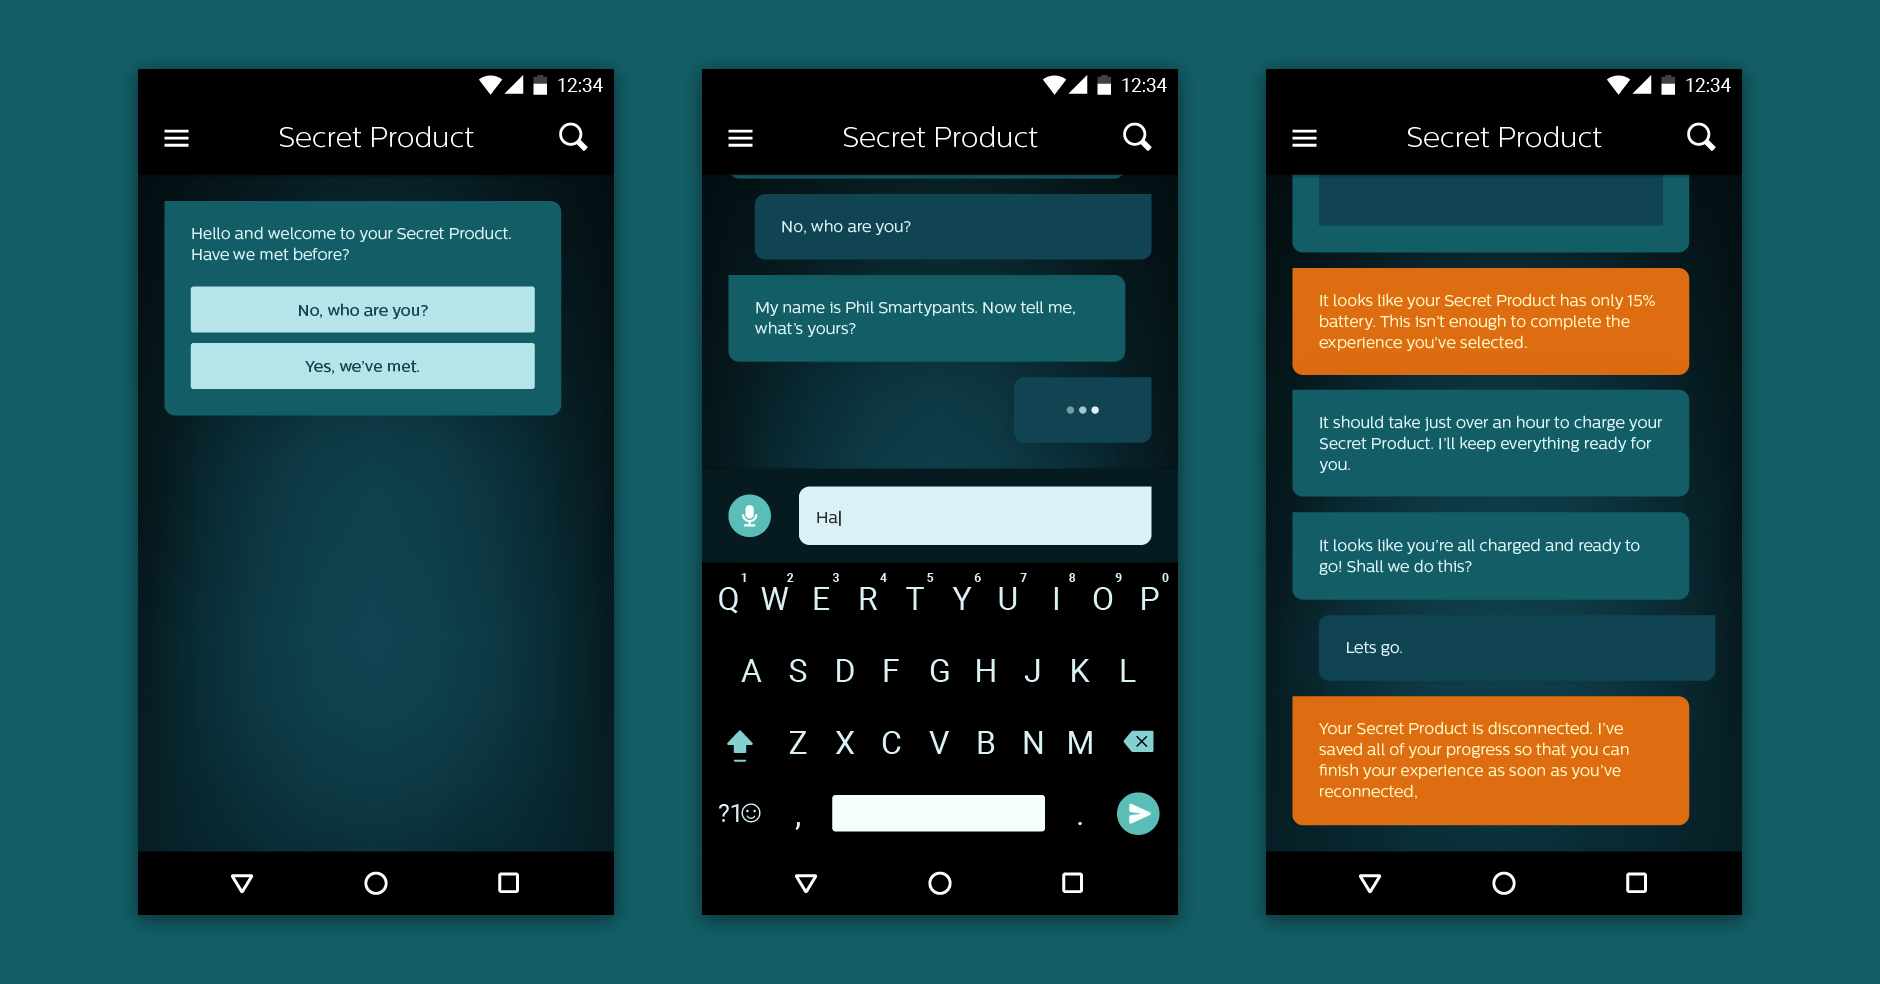 12:34
Secret Product
Hello and welcome to your Secret Product.
Have we met before?
No, who are you?
Yes, we've met.
12:34
Secret Product
No, who are you?
My name is Phil Smartypants. Now tell me,
what's yours?
Ha
1 2 3 4 5 6 7 8 9 0
Q W E R T Y U I O P
A S D F G H J K L
Z X C V B N M
?1☺ , .
12:34
Secret Product
It looks like your Secret Product has only 15%
battery. This isn't enough to complete the
experience you've selected.
It should take just over an hour to charge your
Secret Product. I'll keep everything ready for
you.
It looks like you're all charged and ready to
go! Shall we do this?
Lets go.
Your Secret Product is disconnected. I've
saved all of your progress so that you can
finish your experience as soon as you've
reconnected,